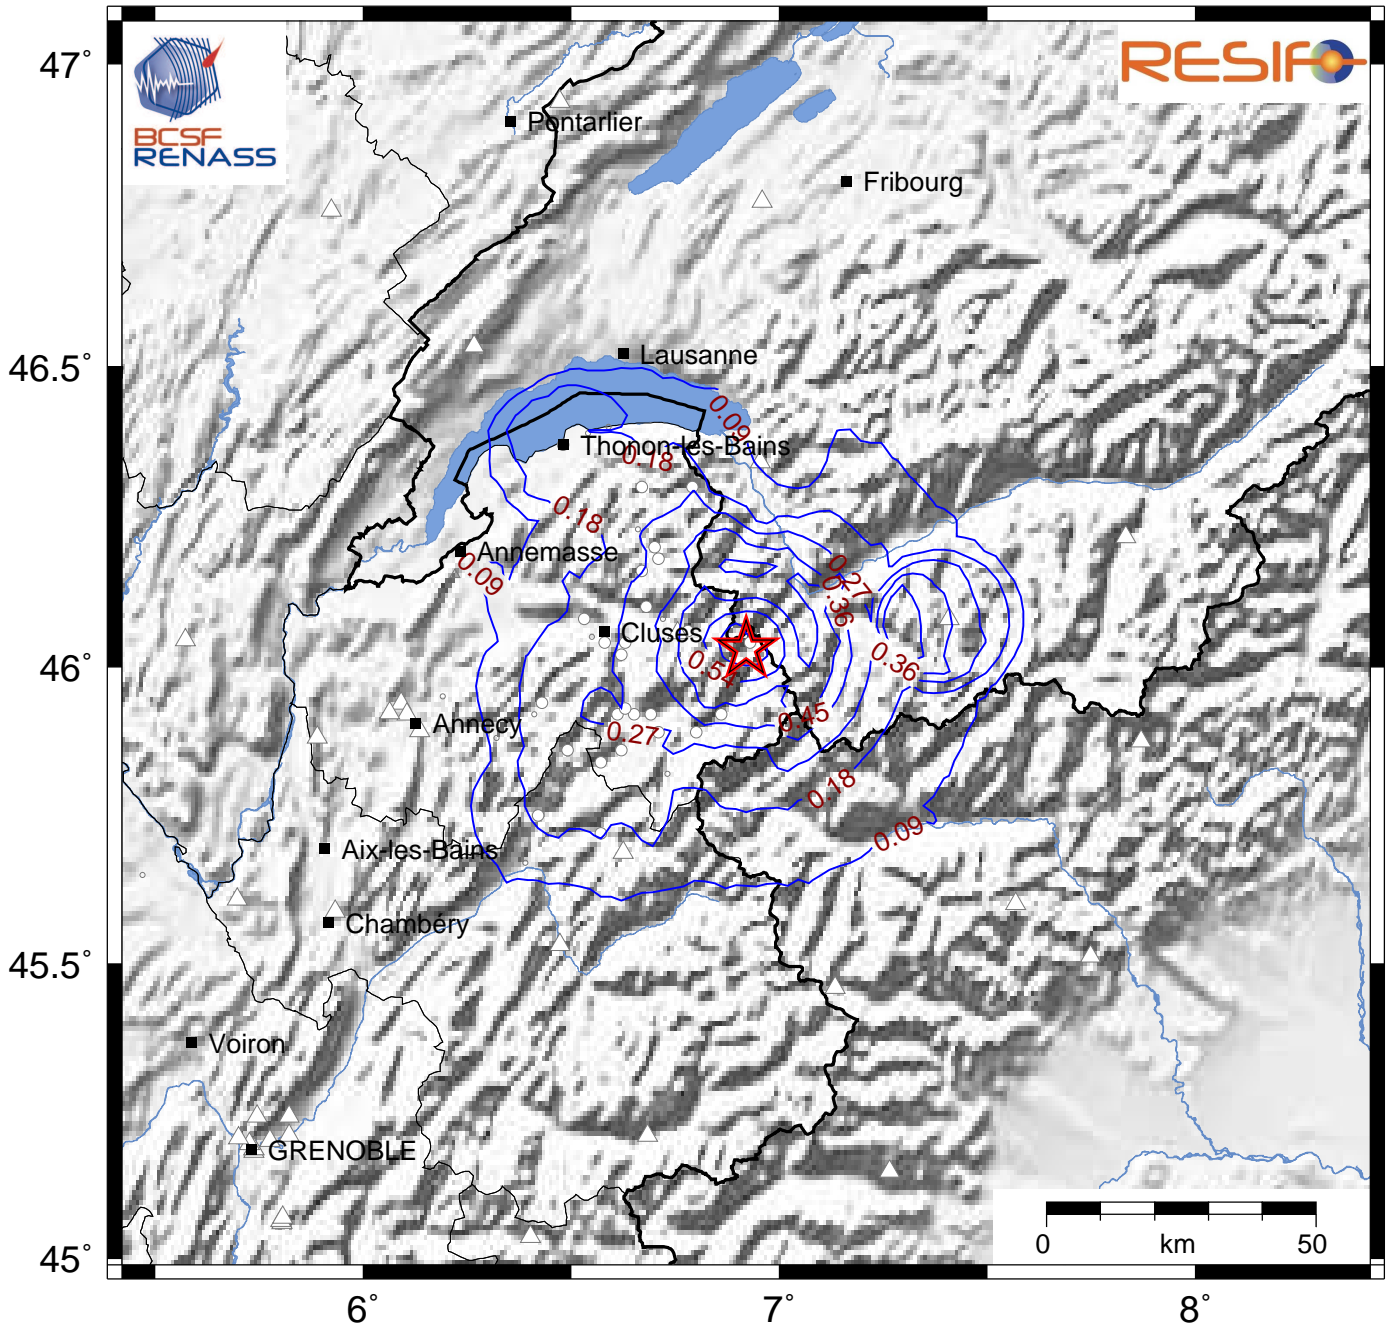 47°
BCSF
RENASS
RESIF
Pontarlier
Fribourg
46.5°
Lausanne
0.09
Thonon-les-Bains
0.18
0.18
Annemasse
0.09
0.27
0.36
Cluses
46°
0.54
0.36
0.45
Annecy
0.27
0.18
0.09
Aix-les-Bains
Chambéry
45.5°
Voiron
GRENOBLE
0 km 50
45°
6° 7° 8°